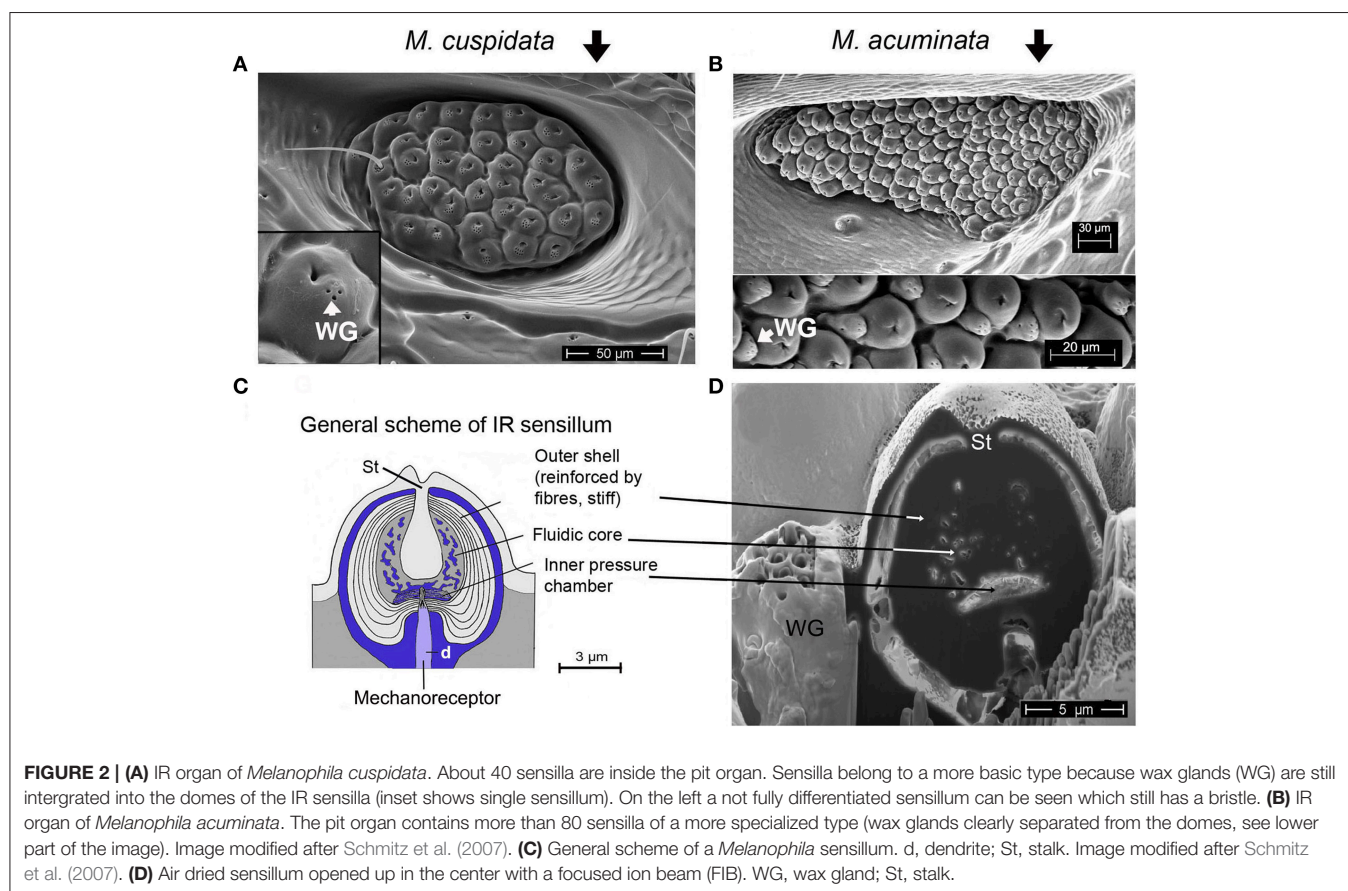 M. cuspidata
M. acuminata
A
B
WG
50 µm
30 µm
WG
20 µm
C
D
General scheme of IR sensillum
St
Outer shell
(reinforced by
fibres, stiff)
Fluidic core
Inner pressure
chamber
d
3 µm
Mechanoreceptor
St
WG
5 µm
FIGURE 2 | (A) IR organ of Melanophila cuspidata. About 40 sensilla are inside the pit organ. Sensilla belong to a more basic type because wax glands (WG) are still
intergrated into the domes of the IR sensilla (inset shows single sensillum). On the left a not fully differentiated sensillum can be seen which still has a bristle. (B) IR
organ of Melanophila acuminata. The pit organ contains more than 80 sensilla of a more specialized type (wax glands clearly separated from the domes, see lower
part of the image). Image modified after Schmitz et al. (2007). (C) General scheme of a Melanophila sensillum. d, dendrite; St, stalk. Image modified after Schmitz
et al. (2007). (D) Air dried sensillum opened up in the center with a focused ion beam (FIB). WG, wax gland; St, stalk.